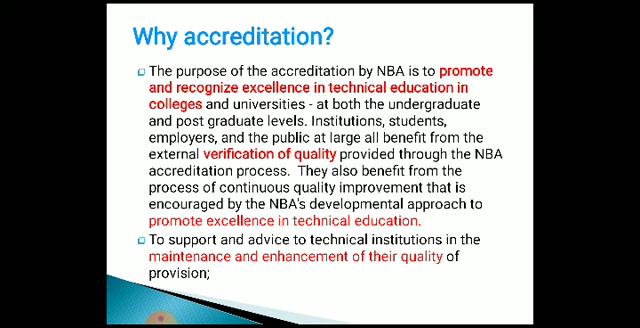 Why accreditation?
The purpose of the accreditation by NBA is to promote
and recognize excellence in technical education in
colleges and universities - at both the undergraduate
and post graduate levels. Institutions, students,
employers, and the public at large all benefit from the
external verification of quality provided through the NBA
accreditation process. They also benefit from the
process of continuous quality improvement that is
encouraged by the NBA's developmental approach to
promote excellence in technical education.
To support and advice to technical institutions in the
maintenance and enhancement of their quality of
provision;